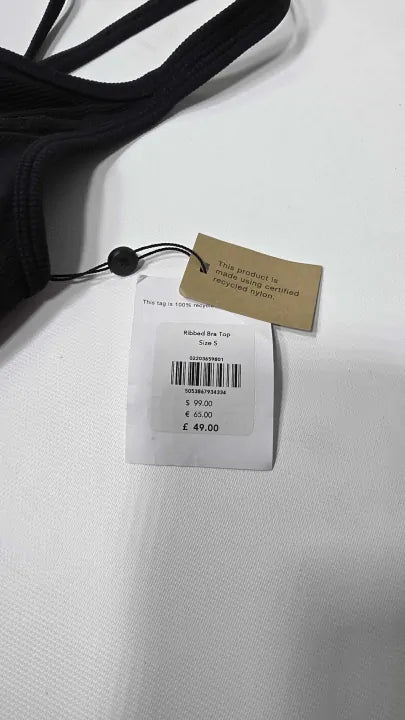 This product is
made using certified
recycled nylon.
This tag is 100%
Ribbed Bra Top
Size S
02203659801
5053867934334
$ 99.00
€ 65.00
£ 49.00